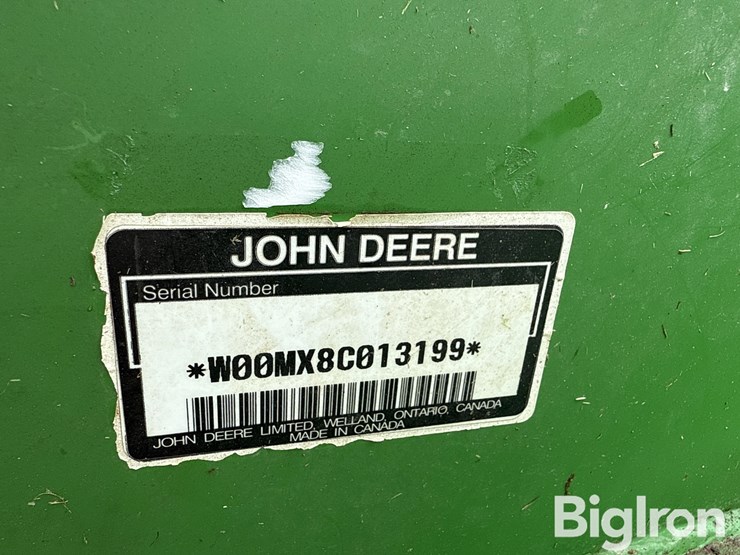 JOHN DEERE
Serial Number
*W00MX8C013199*
JOHN DEERE LIMITED, WELLAND, ONTARIO, CANADA
MADE IN CANADA
BigIron